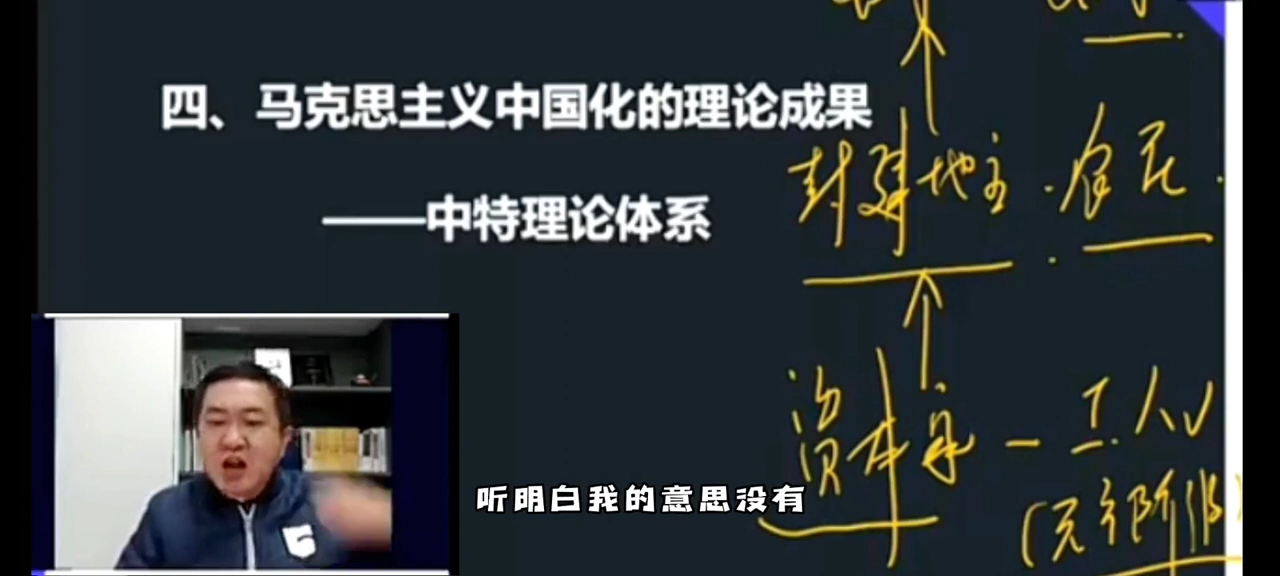 四、马克思主义中国化的理论成果
——中特理论体系
封建地主·农民·
资本家－工人
(无产阶级)
听明白我的意思没有